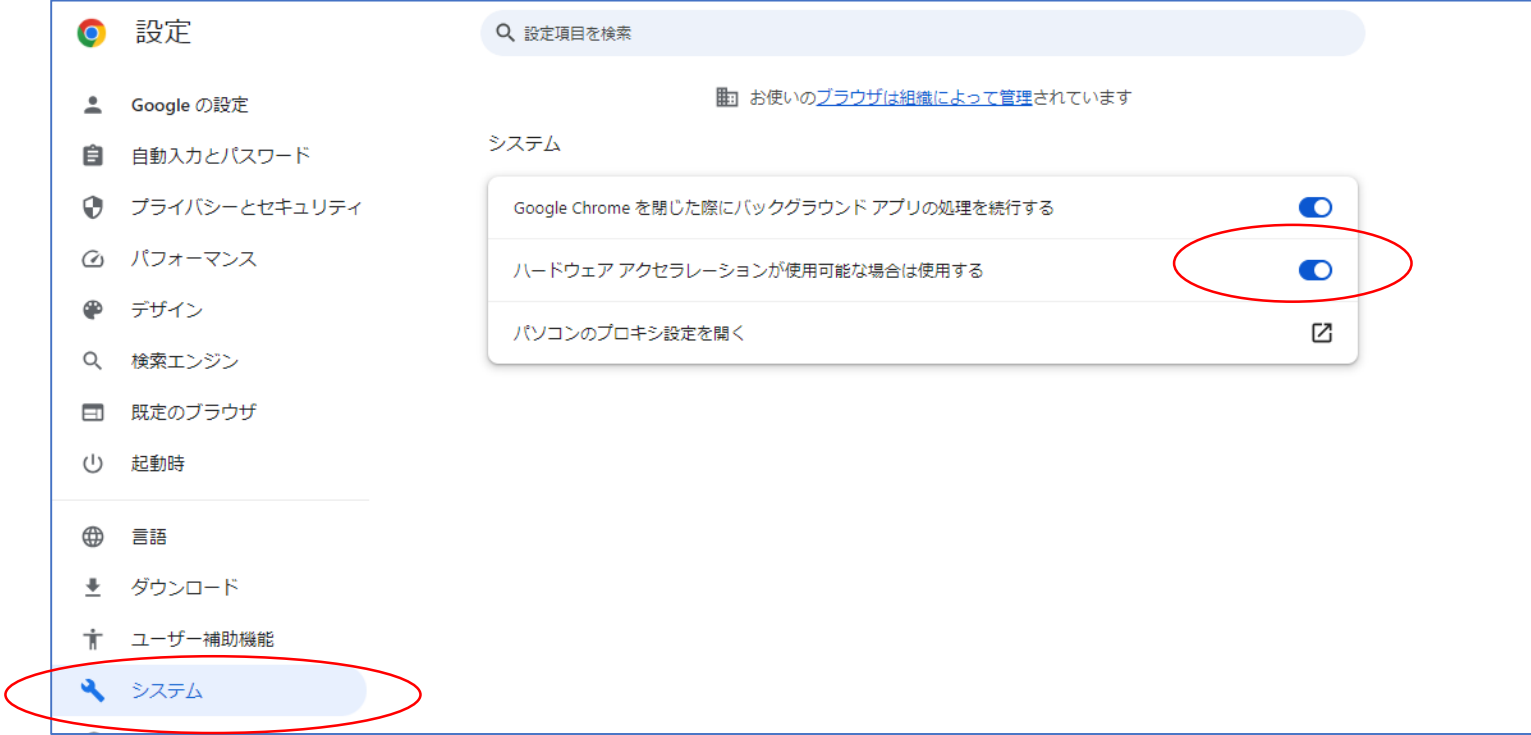 設定
設定項目を検索
Google の設定
自動入力とパスワード
プライバシーとセキュリティ
パフォーマンス
デザイン
検索エンジン
既定のブラウザ
起動時
言語
ダウンロード
ユーザー補助機能
システム
お使いのブラウザは組織によって管理されています
システム
Google Chrome を閉じた際にバックグラウンド アプリの処理を続行する
ハードウェア アクセラレーションが使用可能な場合は使用する
パソコンのプロキシ設定を開く